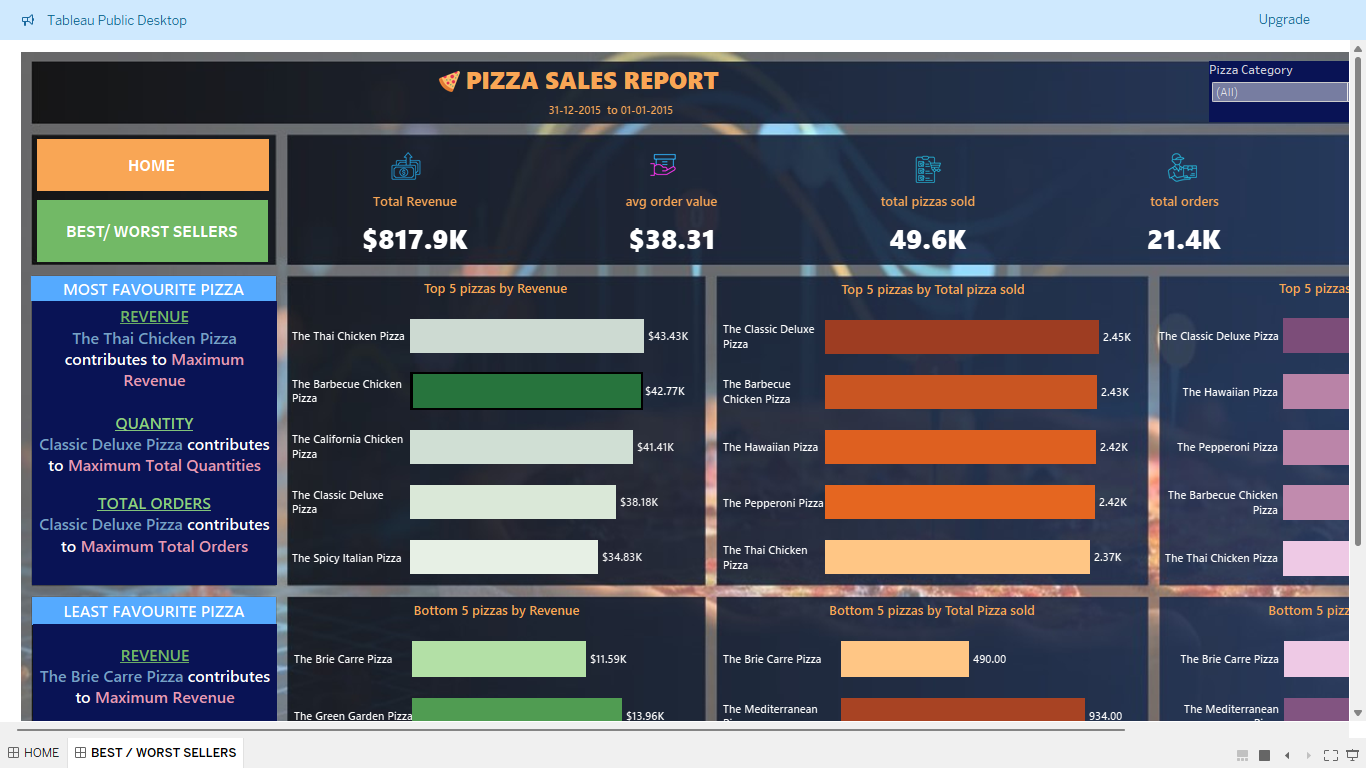 Tableau Public Desktop
Upgrade
PIZZA SALES REPORT
31-12-2015 to 01-01-2015
Pizza Category
(All)
HOME
BEST/ WORST SELLERS
Total Revenue
$817.9K
avg order value
$38.31
total pizzas sold
49.6K
total orders
21.4K
MOST FAVOURITE PIZZA
REVENUE
The Thai Chicken Pizza
contributes to Maximum
Revenue
QUANTITY
Classic Deluxe Pizza contributes
to Maximum Total Quantities
TOTAL ORDERS
Classic Deluxe Pizza contributes
to Maximum Total Orders
Top 5 pizzas by Revenue
The Thai Chicken Pizza
$43.43K
The Barbecue Chicken
Pizza
$42.77K
The California Chicken
Pizza
$41.41K
The Classic Deluxe
Pizza
$38.18K
The Spicy Italian Pizza
$34.83K
Top 5 pizzas by Total pizza sold
The Classic Deluxe
Pizza
2.45K
The Barbecue
Chicken Pizza
2.43K
The Hawaiian Pizza
2.42K
The Pepperoni Pizza
2.42K
The Thai Chicken
Pizza
2.37K
Top 5 pizzas
The Classic Deluxe Pizza
The Hawaiian Pizza
The Pepperoni Pizza
The Barbecue Chicken
Pizza
The Thai Chicken Pizza
LEAST FAVOURITE PIZZA
REVENUE
The Brie Carre Pizza contributes
to Maximum Revenue
Bottom 5 pizzas by Revenue
The Brie Carre Pizza
$11.59K
The Green Garden Pizza
$13.96K
Bottom 5 pizzas by Total Pizza sold
The Brie Carre Pizza
490.00
The Mediterranean
934.00
Bottom 5
The Brie Carre Pizza
The Mediterranean
HOME
BEST / WORST SELLERS